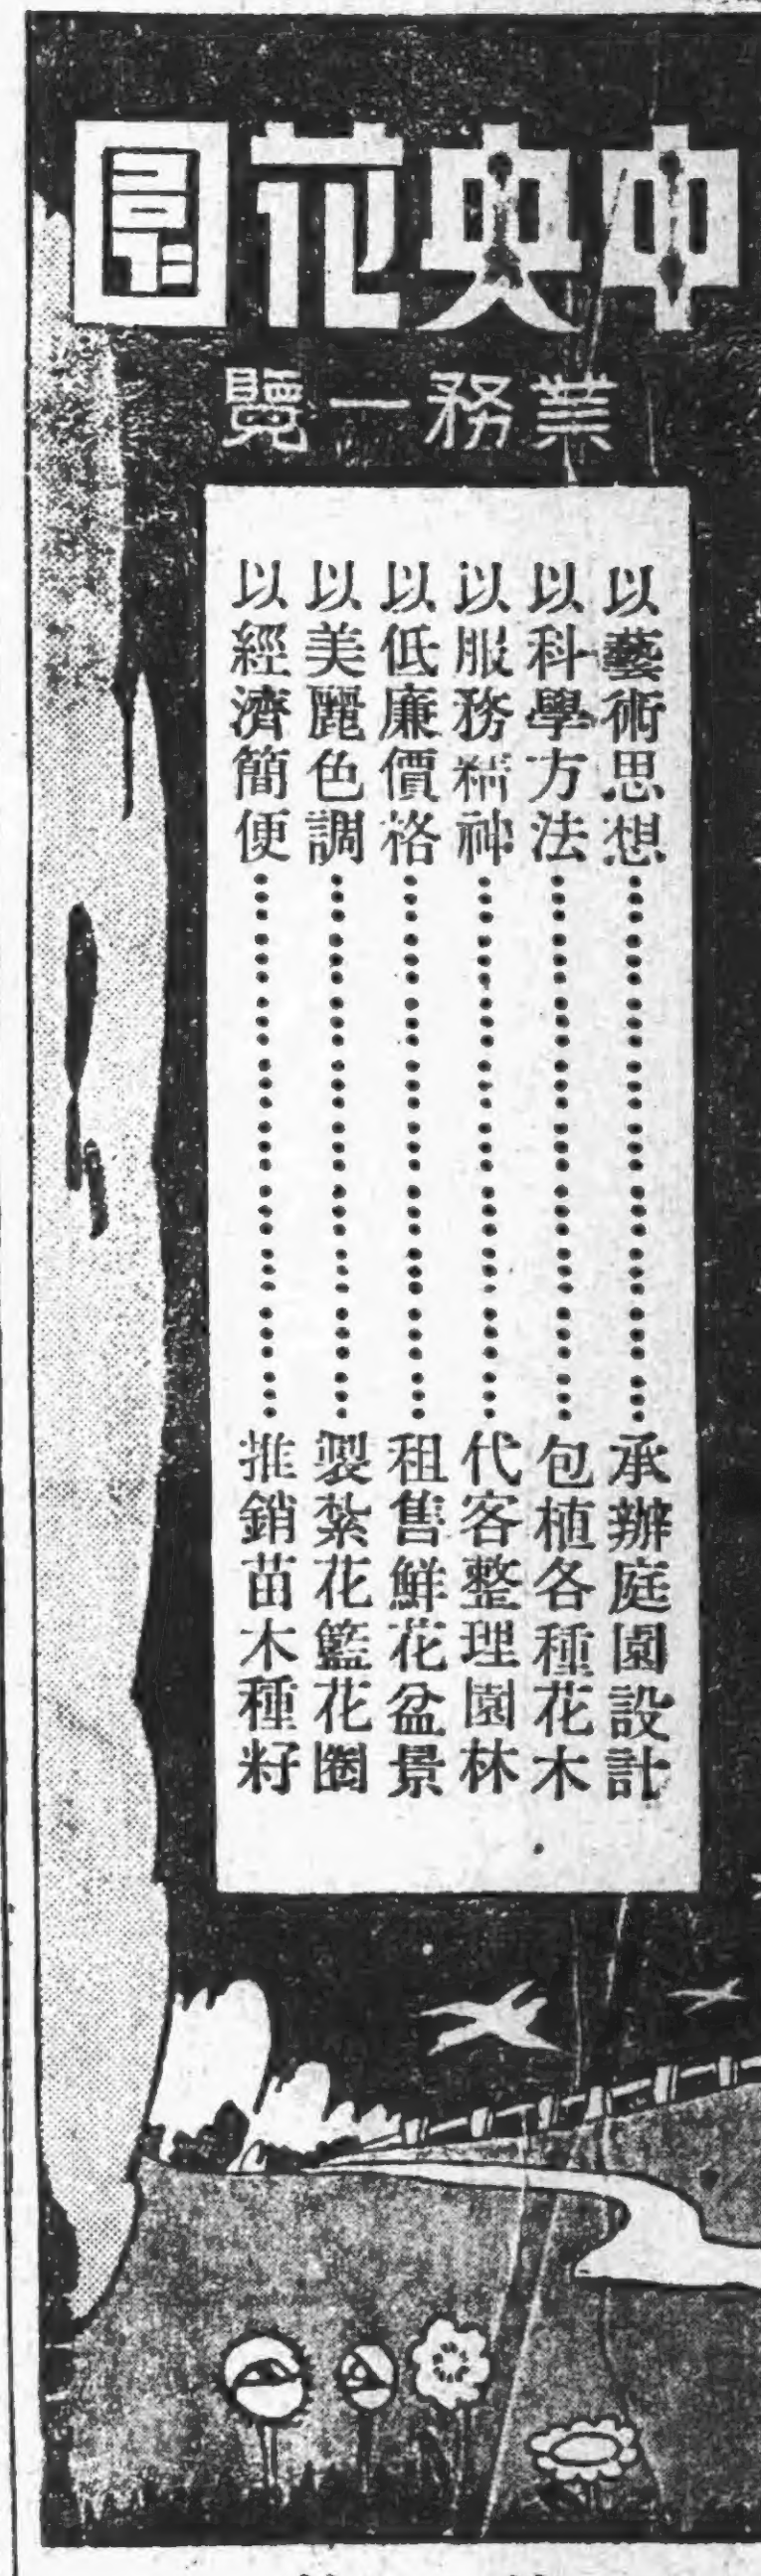 中央花園
業務一覽
以藝術思想⋯⋯⋯⋯⋯⋯⋯⋯⋯承辦庭園設計
以科學方法⋯⋯⋯⋯⋯⋯⋯⋯⋯包植各種花木
以服務精神⋯⋯⋯⋯⋯⋯⋯⋯⋯代客整理園林
以低廉價格⋯⋯⋯⋯⋯⋯⋯⋯⋯租售鮮花盆景
以美麗色調⋯⋯⋯⋯⋯⋯⋯⋯⋯製紮花籃花圈
以經濟簡便⋯⋯⋯⋯⋯⋯⋯⋯⋯推銷苗木種籽